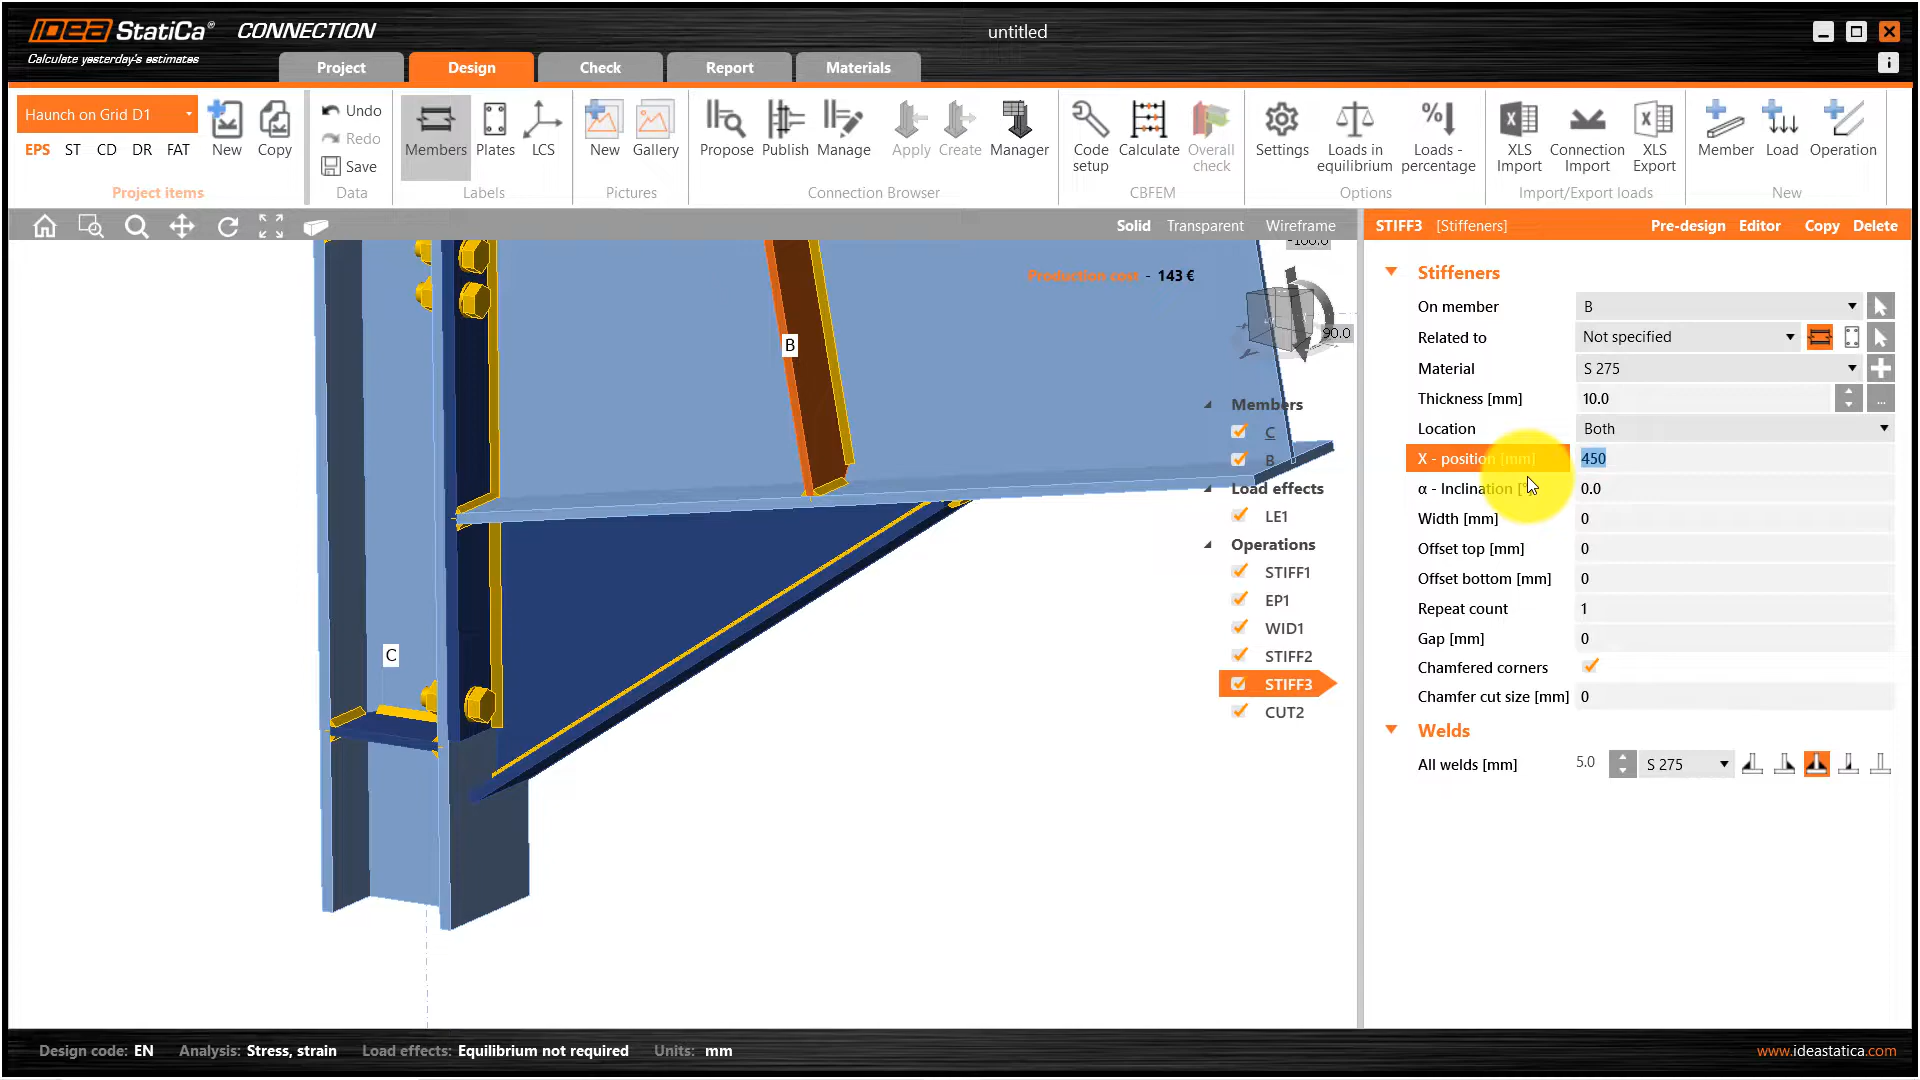 IDEA StatiCa® CONNECTION
Calculate yesterday's estimates
untitled
i
Project Design Check Report Materials
Haunch on Grid D1
EPS ST CD DR FAT
New Copy
Project items
Undo
Redo
Save
Data
Members Plates LCS
Labels
New Gallery
Pictures
Propose Publish Manage Apply Create Manager
Connection Browser
Code setup Calculate Overall check
CBFEM
Settings Loads in equilibrium Loads - percentage
Options
XLS Import Connection Import XLS Export
Import/Export loads
Member Load Operation
New
Solid Transparent Wireframe
-100.0
Production cost - 143 €
90.0
B
C
Members
C
B
Load effects
LE1
Operations
STIFF1
EP1
WID1
STIFF2
STIFF3
CUT2
STIFF3 [Stiffeners] Pre-design Editor Copy Delete
Stiffeners
On member B
Related to Not specified
Material S 275
Thickness [mm] 10.0 ...
Location Both
X - position [mm] 450
α - Inclination [°] 0.0
Width [mm] 0
Offset top [mm] 0
Offset bottom [mm] 0
Repeat count 1
Gap [mm] 0
Chamfered corners
Chamfer cut size [mm] 0
Welds
All welds [mm] 5.0 S 275
Design code: EN Analysis: Stress, strain Load effects: Equilibrium not required Units: mm
www.ideastatica.com